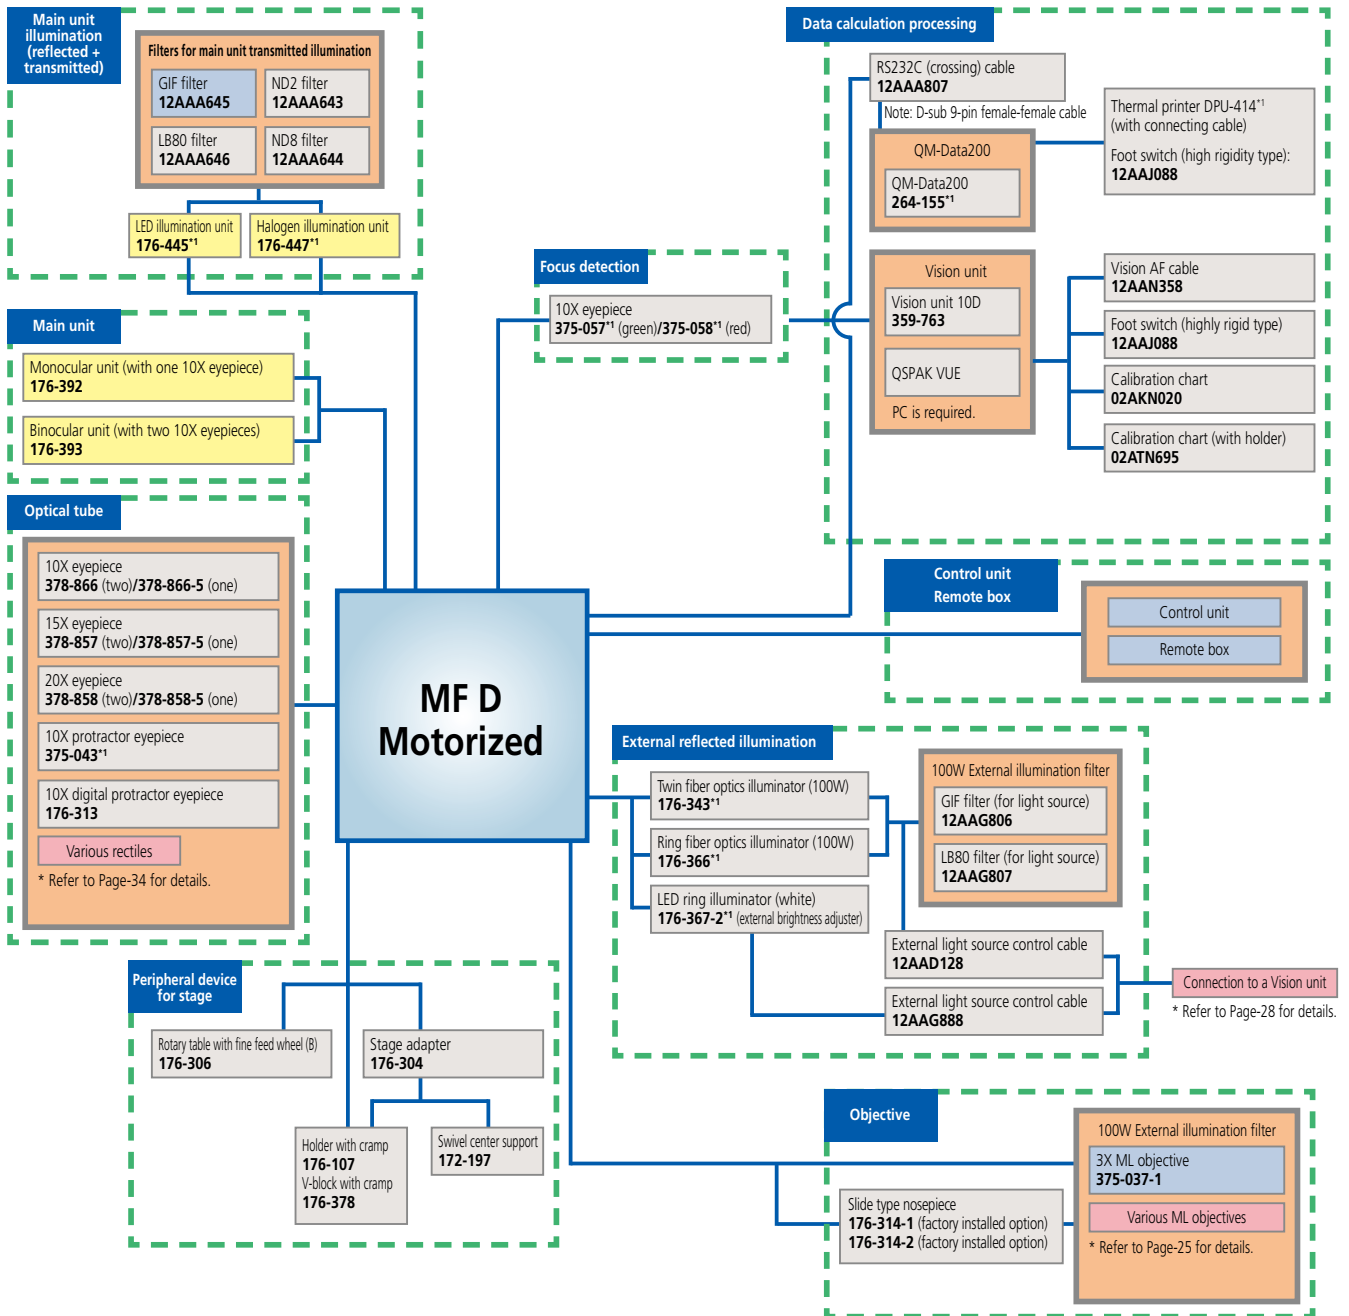 Main unit
illumination
(reflected +
transmitted)
Filters for main unit transmitted illumination
GIF filter
12AAA645
ND2 filter
12AAA643
LB80 filter
12AAA646
ND8 filter
12AAA644
LED illumination unit
176-445*1
Halogen illumination unit
176-447*1
Main unit
Monocular unit (with one 10X eyepiece)
176-392
Binocular unit (with two 10X eyepieces)
176-393
Optical tube
10X eyepiece
378-866 (two)/378-866-5 (one)
15X eyepiece
378-857 (two)/378-857-5 (one)
20X eyepiece
378-858 (two)/378-858-5 (one)
10X protractor eyepiece
375-043*1
10X digital protractor eyepiece
176-313
Various rectiles
* Refer to Page-34 for details.
Focus detection
10X eyepiece
375-057*1 (green)/375-058*1 (red)
Data calculation processing
RS232C (crossing) cable
12AAA807
Note: D-sub 9-pin female-female cable
QM-Data200
QM-Data200
264-155*1
Thermal printer DPU-414*1
(with connecting cable)
Foot switch (high rigidity type):
12AAJ088
Vision unit
Vision unit 10D
359-763
QSPAK VUE
PC is required.
Vision AF cable
12AAN358
Foot switch (highly rigid type)
12AAJ088
Calibration chart
02AKN020
Calibration chart (with holder)
02ATN695
Control unit
Remote box
Control unit
Remote box
MF D
Motorized
External reflected illumination
Twin fiber optics illuminator (100W)
176-343*1
Ring fiber optics illuminator (100W)
176-366*1
LED ring illuminator (white)
176-367-2*1 (external brightness adjuster)
100W External illumination filter
GIF filter (for light source)
12AAG806
LB80 filter (for light source)
12AAG807
External light source control cable
12AAD128
External light source control cable
12AAG888
Connection to a Vision unit
* Refer to Page-28 for details.
Peripheral device
for stage
Rotary table with fine feed wheel (B)
176-306
Stage adapter
176-304
Holder with cramp
176-107
V-block with cramp
176-378
Swivel center support
172-197
Objective
Slide type nosepiece
176-314-1 (factory installed option)
176-314-2 (factory installed option)
100W External illumination filter
3X ML objective
375-037-1
Various ML objectives
* Refer to Page-25 for details.